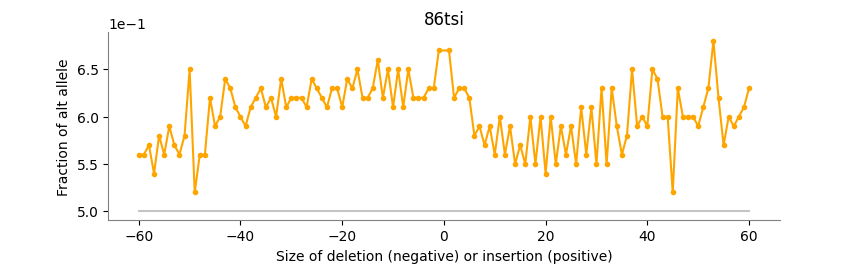 86tsi
1e−1
Fraction of alt allele
6.5
6.0
5.5
5.0
−60
−40
−20
0
20
40
60
Size of deletion (negative) or insertion (positive)